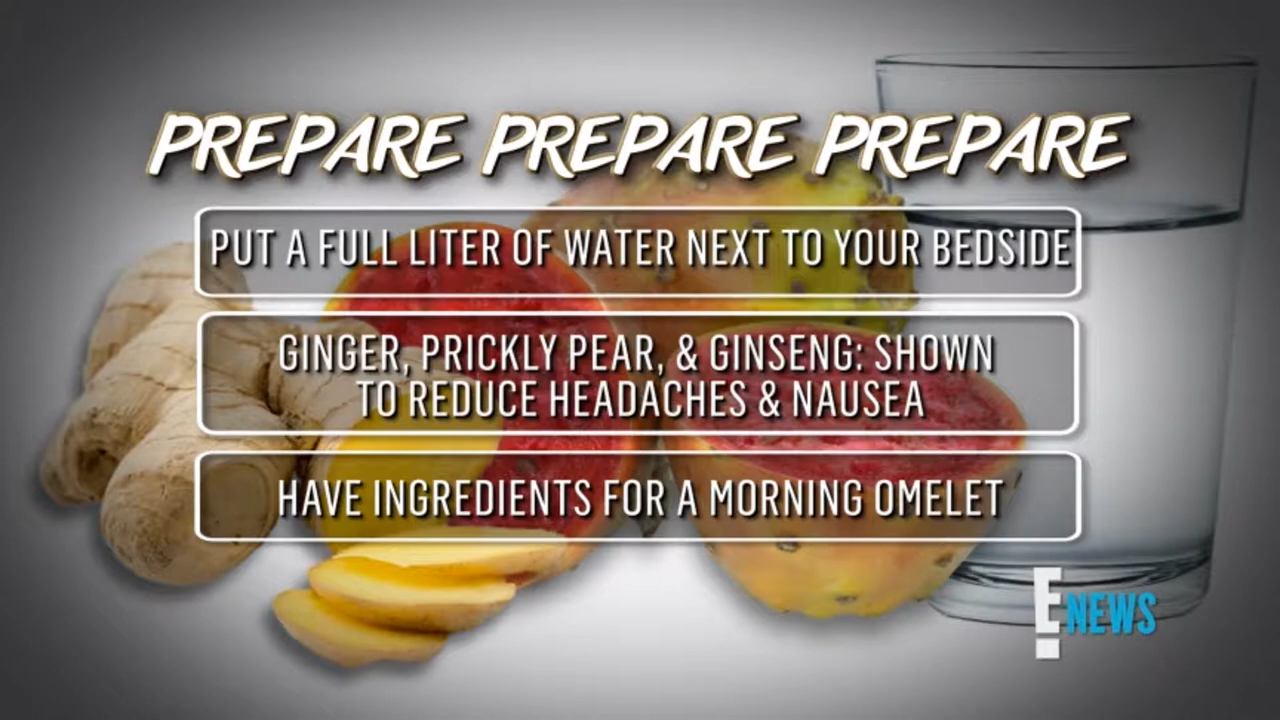 PREPARE PREPARE PREPARE
PUT A FULL LITER OF WATER NEXT TO YOUR BEDSIDE
GINGER, PRICKLY PEAR, & GINSENG: SHOWN
TO REDUCE HEADACHES & NAUSEA
HAVE INGREDIENTS FOR A MORNING OMELET
E! NEWS